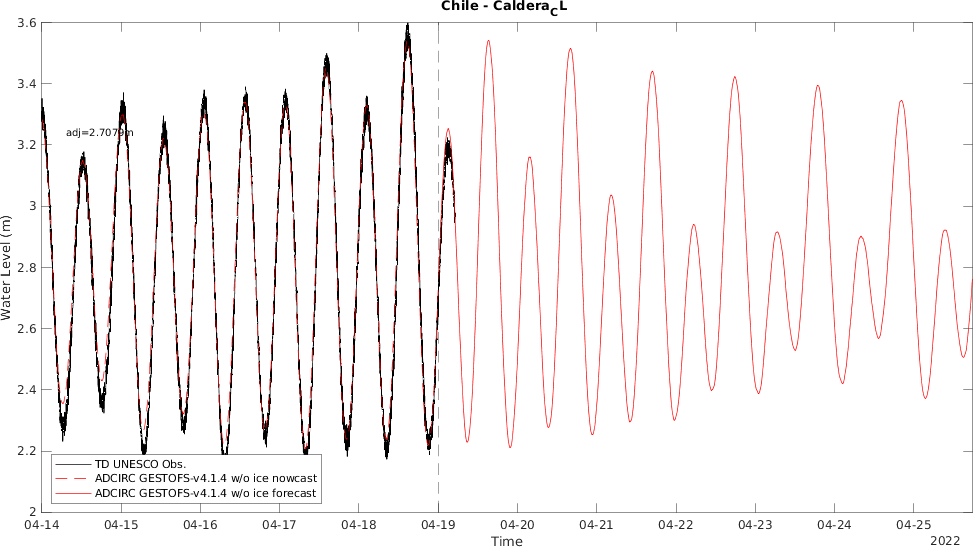 Chile - Caldera_CL
3.6
3.4
3.2
3
2.8
2.6
2.4
2.2
2
Water Level (m)
adj=2.7079m
TD UNESCO Obs.
ADCIRC GESTOFS-v4.1.4 w/o ice nowcast
ADCIRC GESTOFS-v4.1.4 w/o ice forecast
04-14 04-15 04-16 04-17 04-18 04-19 04-20 04-21 04-22 04-23 04-24 04-25
Time
2022